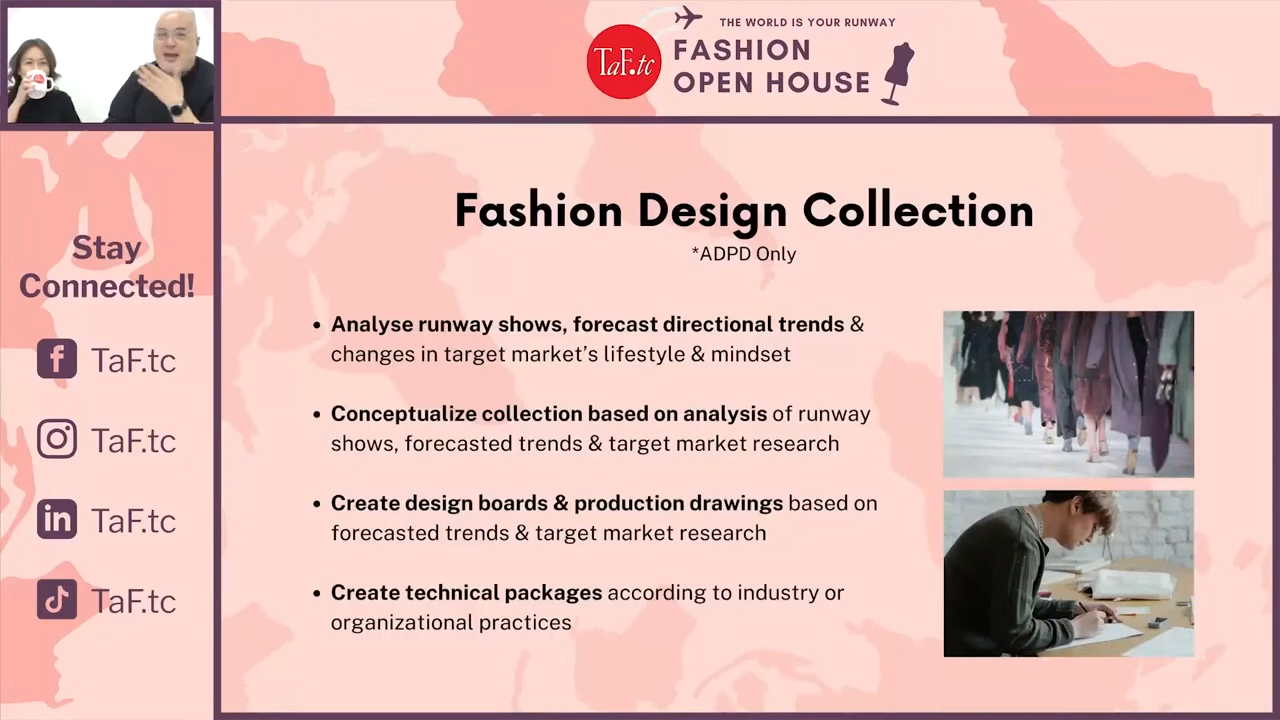 THE WORLD IS YOUR RUNWAY
TaF.tc
FASHION
OPEN HOUSE
Stay
Connected!
TaF.tc
TaF.tc
TaF.tc
TaF.tc
Fashion Design Collection
*ADPD Only
• Analyse runway shows, forecast directional trends &
changes in target market's lifestyle & mindset
• Conceptualize collection based on analysis of runway
shows, forecasted trends & target market research
• Create design boards & production drawings based on
forecasted trends & target market research
• Create technical packages according to industry or
organizational practices